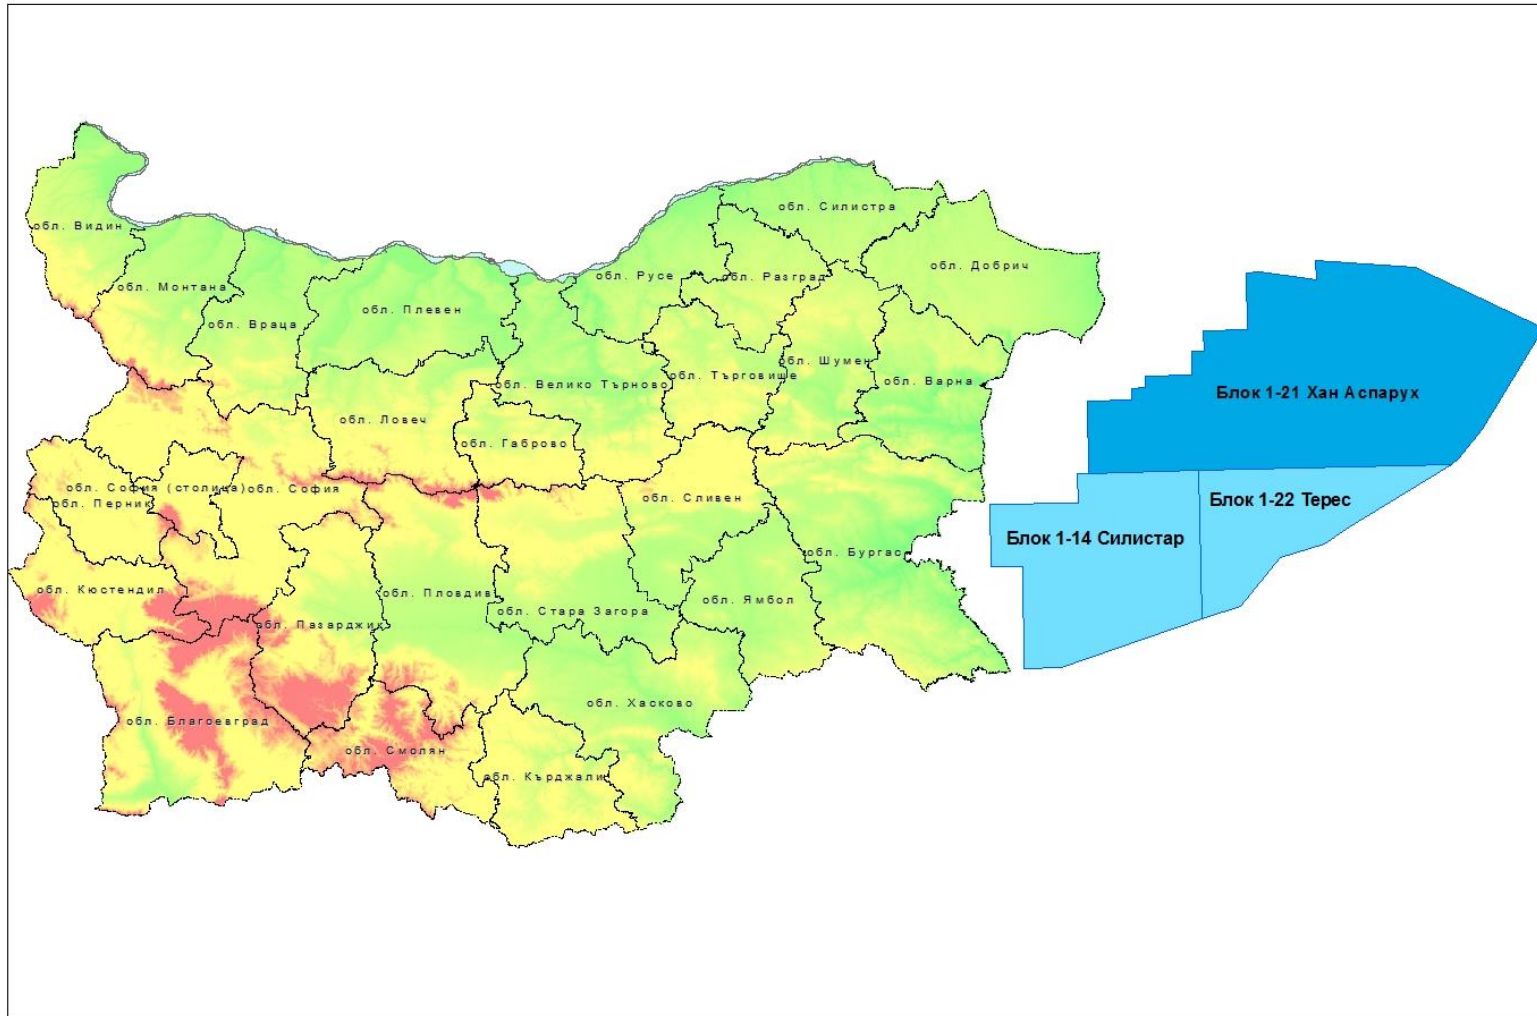 обл. Видин
обл. Силистра
обл. Добрич
обл. Русе
обл. Разград
обл. Монтана
обл. Плевен
обл. Враца
обл. Шумен
обл. Търговище
обл. Варна
обл. Велико Търново
Блок 1-21 Хан Аспарух
обл. Ловеч
обл. Габрово
обл. София (столица)
обл. София
обл. Перник
обл. Сливен
Блок 1-22 Терес
Блок 1-14 Силистар
обл. Бургас
обл. Кюстендил
обл. Пловдив
обл. Ямбол
обл. Стара Загора
обл. Пазарджик
обл. Хасково
обл. Благоевград
обл. Смолян
обл. Кърджали